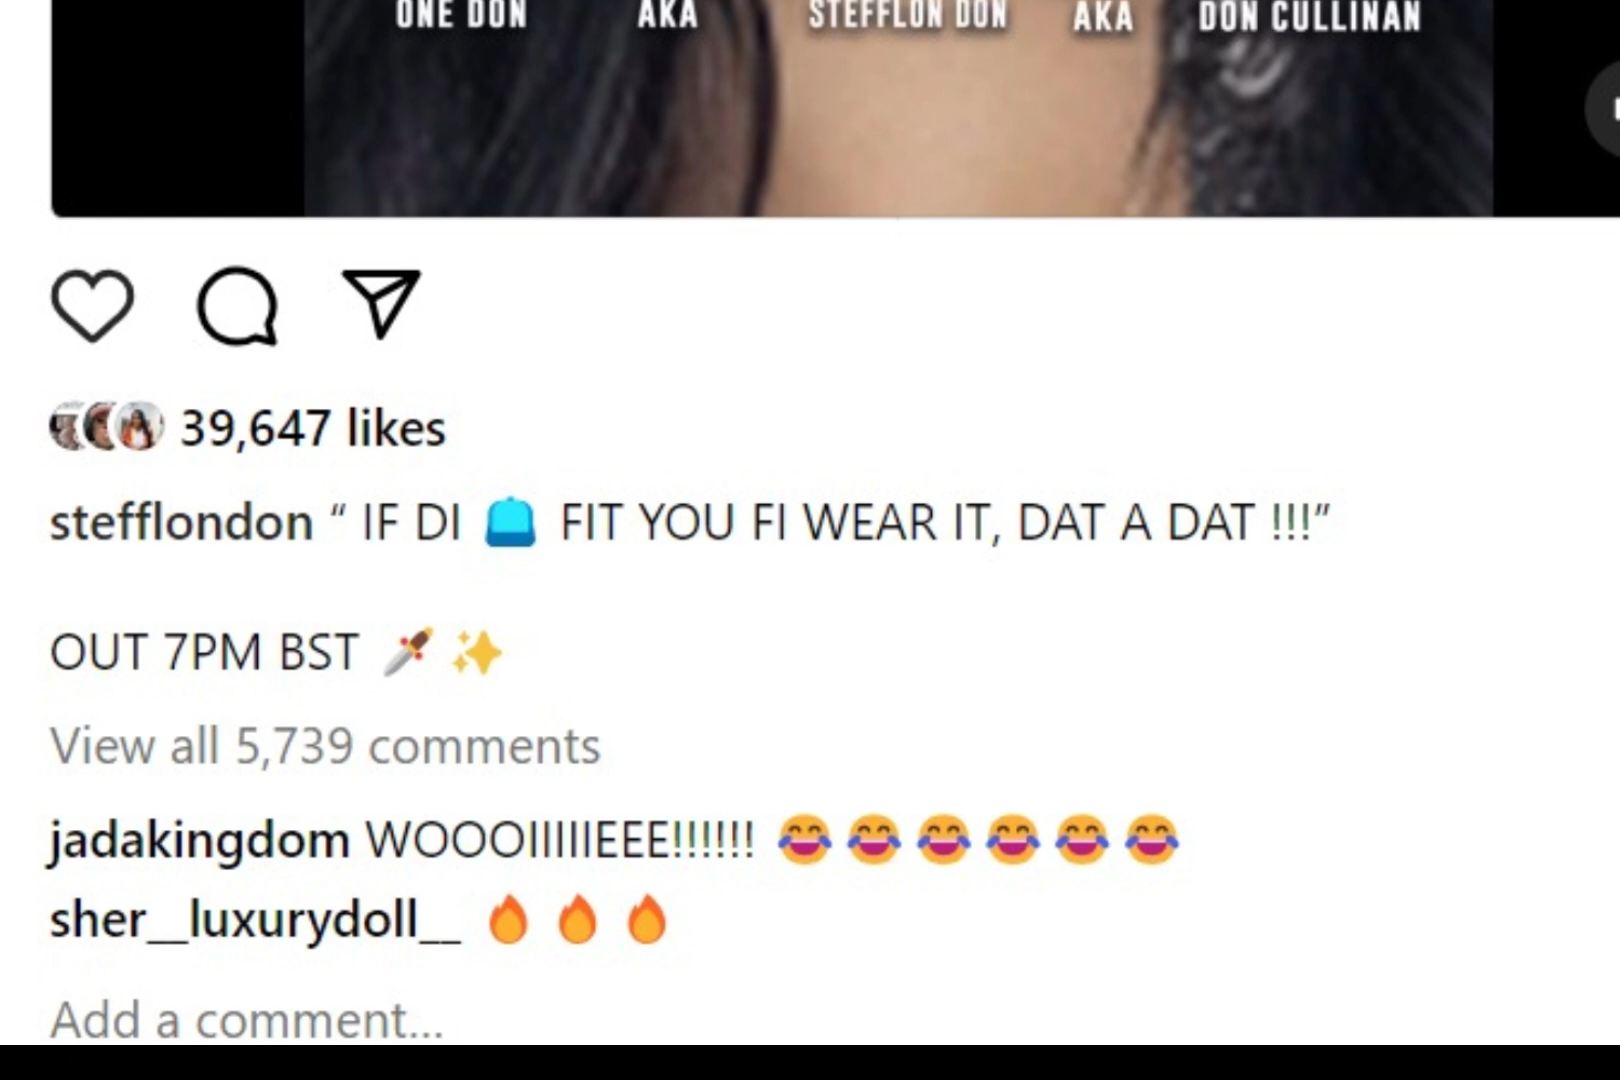 ONE DON AKA STEFFLON DON AKA DON CULLINAN
39,647 likes
stefflondon “ IF DI 🧢 FIT YOU FI WEAR IT, DAT A DAT !!!”
OUT 7PM BST 🗡️ ✨
View all 5,739 comments
jadakingdom WOOOIIIIIEEE!!!!!! 😂 😂 😂 😂 😂 😂
sher__luxurydoll__ 🔥 🔥 🔥
Add a comment...